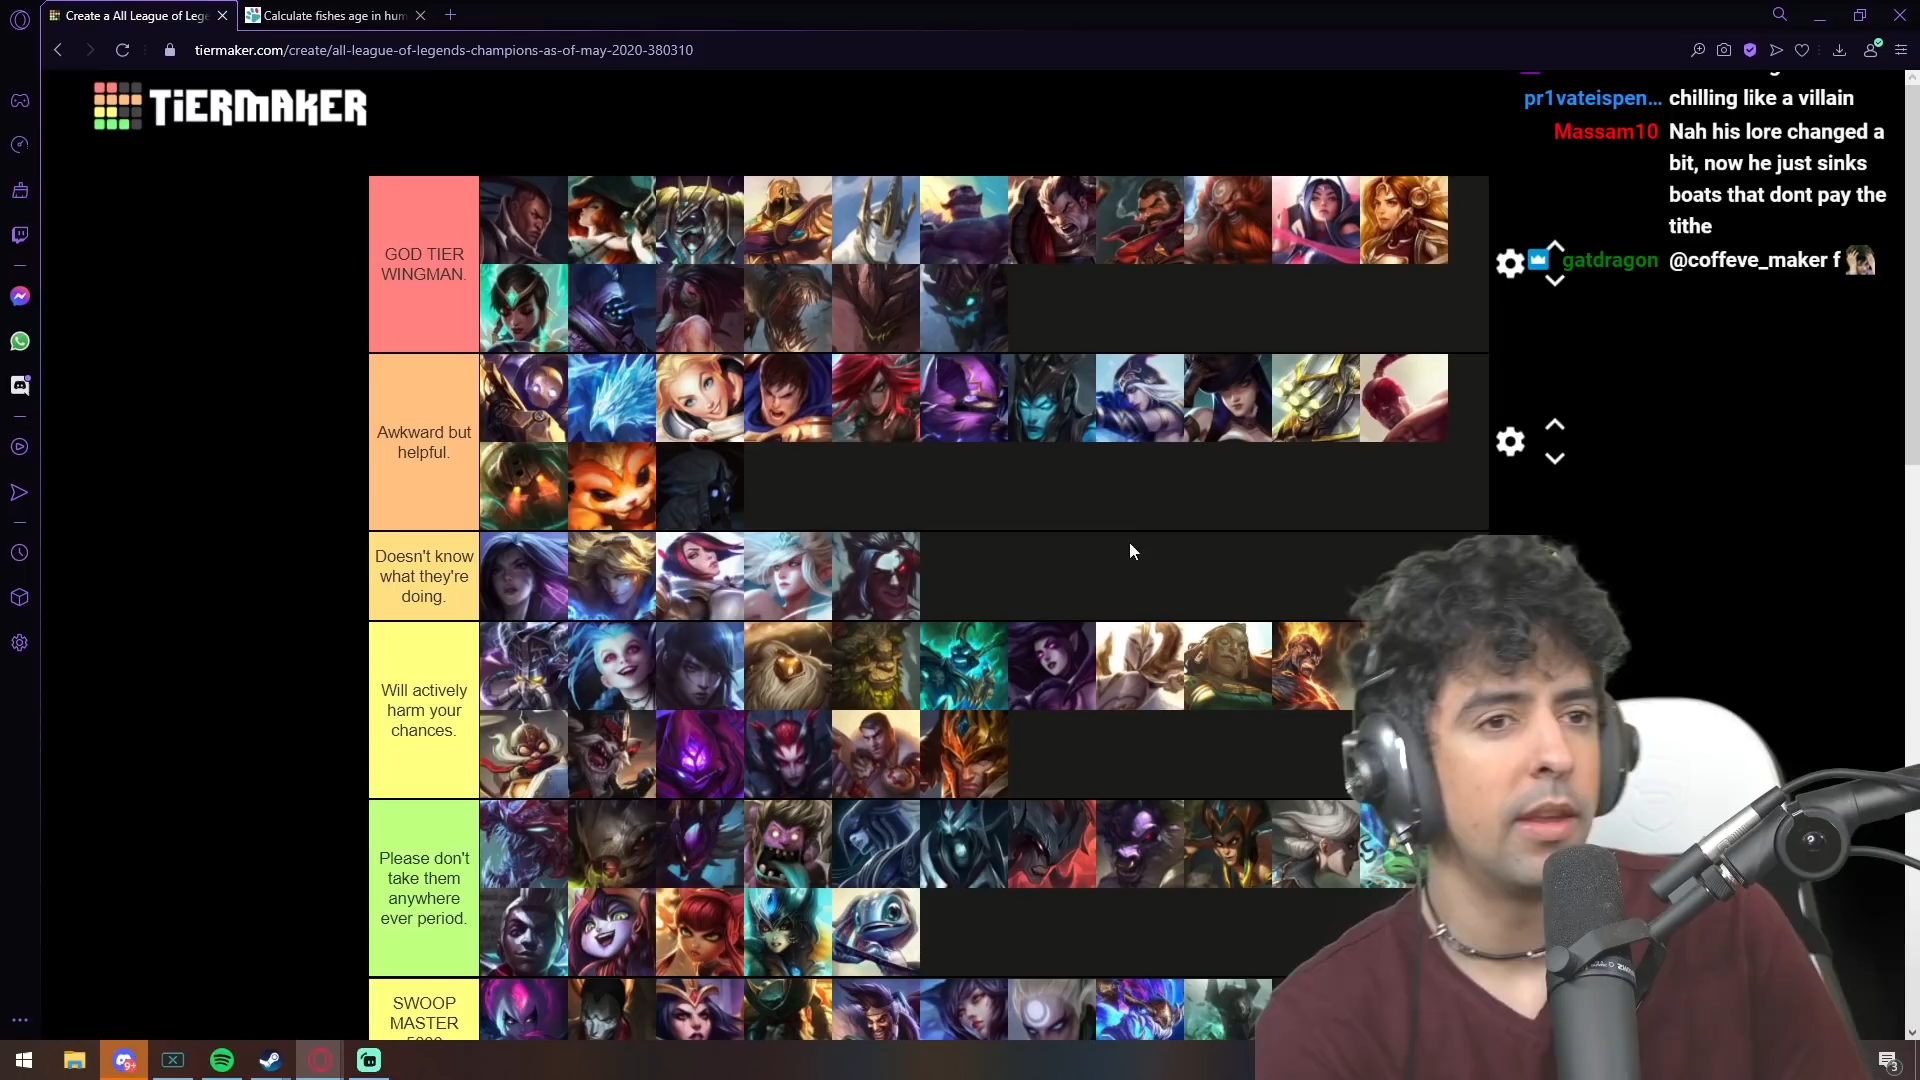 Create a All League of Lege
Calculate fishes age in hum
tiermaker.com/create/all-league-of-legends-champions-as-of-may-2020-380310
TiERMAKER
pr1vateispen... chilling like a villain
Massam10 Nah his lore changed a
bit, now he just sinks
boats that dont pay the
tithe
gatdragon @coffeve_maker f
GOD TIER
WINGMAN.
Awkward but
helpful.
Doesn't know
what they're
doing.
Will actively
harm your
chances.
Please don't
take them
anywhere
ever period.
SWOOP
MASTER
9+
3